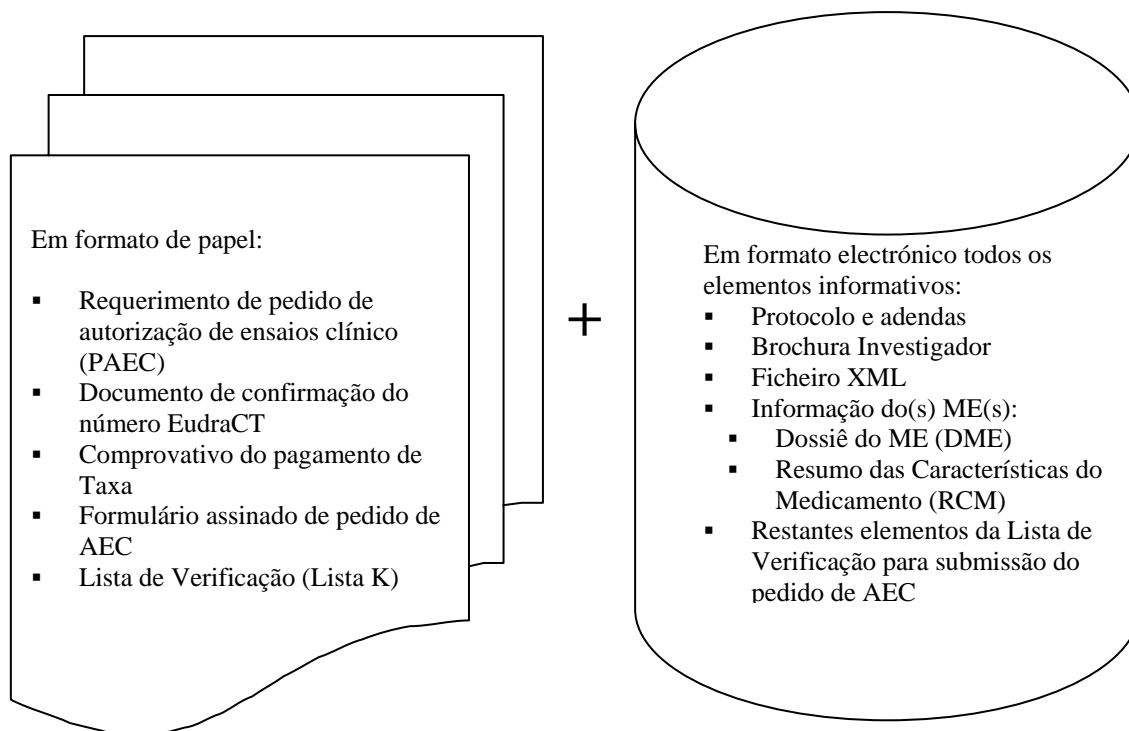 Em formato de papel:
▪ Requerimento de pedido de
autorização de ensaios clínico
(PAEC)
▪ Documento de confirmação do
número EudraCT
▪ Comprovativo do pagamento de
Taxa
▪ Formulário assinado de pedido de
AEC
▪ Lista de Verificação (Lista K)
+
Em formato electrónico todos os
elementos informativos:
▪ Protocolo e adendas
▪ Brochura Investigador
▪ Ficheiro XML
▪ Informação do(s) ME(s):
▪ Dossiê do ME (DME)
▪ Resumo das Características do
Medicamento (RCM)
▪ Restantes elementos da Lista de
Verificação para submissão do
pedido de AEC